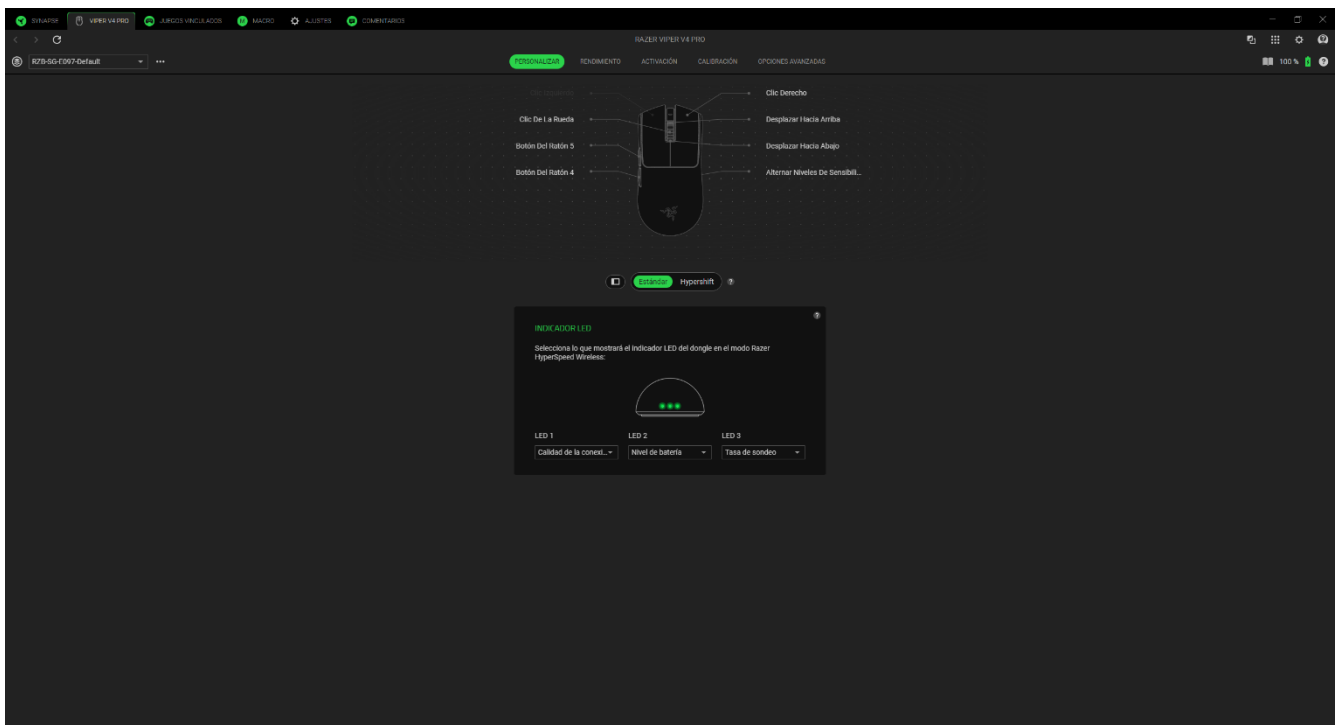 SYNAPSE
VIPER V4 PRO
JUEGOS VINCULADOS
MACRO
AJUSTES
COMENTARIOS
RAZER VIPER V4 PRO
RZB-SG-E097-Default
PERSONALIZAR
RENDIMIENTO
ACTIVACIÓN
CALIBRACIÓN
OPCIONES AVANZADAS
100 %
Clic Derecho
Clic De La Rueda
Desplazar Hacia Arriba
Botón Del Ratón 5
Desplazar Hacia Abajo
Botón Del Ratón 4
Alternar Niveles De Sensibili...
Estándar
Hypershift
INDICADOR LED
Selecciona lo que mostrará el indicador LED del dongle en el modo Razer
HyperSpeed Wireless:
LED 1
LED 2
LED 3
Calidad de la conexi...
Nivel de batería
Tasa de sondeo